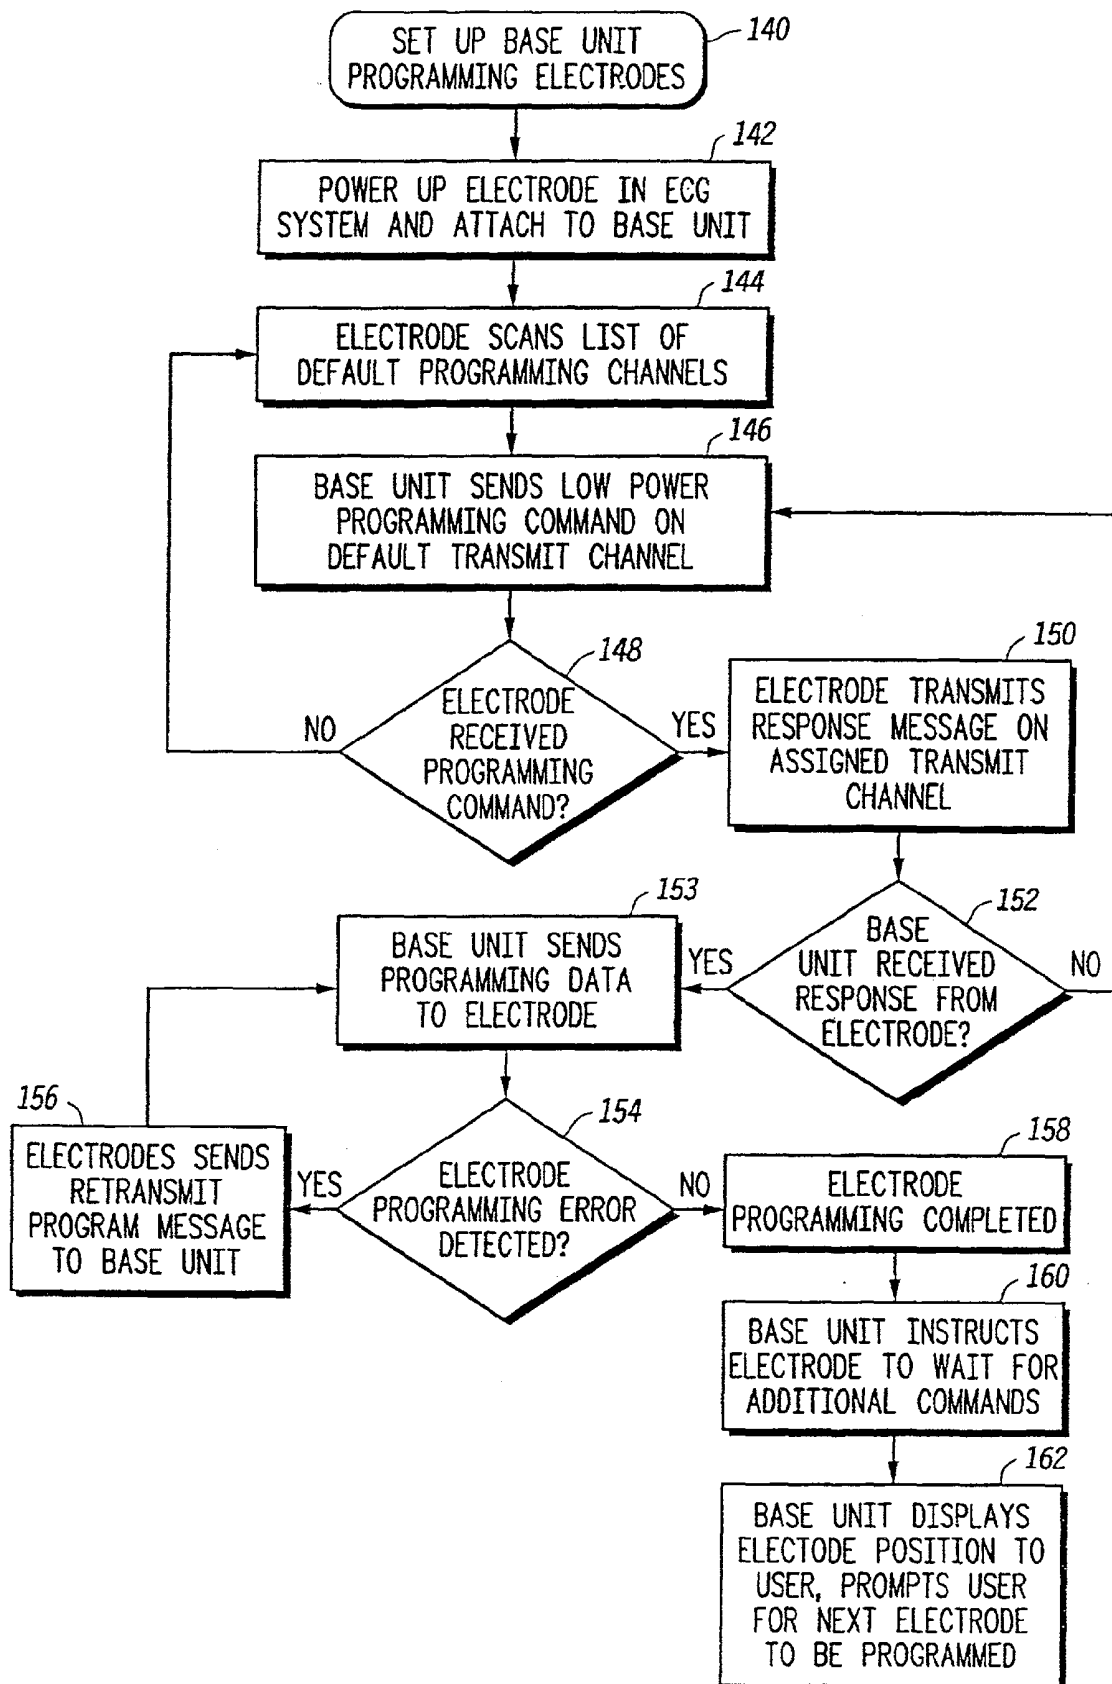 SET UP BASE UNIT
PROGRAMMING ELECTRODES
140
142
POWER UP ELECTRODE IN ECG
SYSTEM AND ATTACH TO BASE UNIT
144
ELECTRODE SCANS LIST OF
DEFAULT PROGRAMMING CHANNELS
146
BASE UNIT SENDS LOW POWER
PROGRAMMING COMMAND ON
DEFAULT TRANSMIT CHANNEL
148
ELECTRODE
RECEIVED
PROGRAMMING
COMMAND?
NO
YES
150
ELECTRODE TRANSMITS
RESPONSE MESSAGE ON
ASSIGNED TRANSMIT
CHANNEL
152
BASE
UNIT RECEIVED
RESPONSE FROM
ELECTRODE?
NO
YES
153
BASE UNIT SENDS
PROGRAMMING DATA
TO ELECTRODE
154
ELECTRODE
PROGRAMMING ERROR
DETECTED?
YES
NO
156
ELECTRODES SENDS
RETRANSMIT
PROGRAM MESSAGE
TO BASE UNIT
158
ELECTRODE
PROGRAMMING COMPLETED
160
BASE UNIT INSTRUCTS
ELECTRODE TO WAIT FOR
ADDITIONAL COMMANDS
162
BASE UNIT DISPLAYS
ELECTODE POSITION TO
USER, PROMPTS USER
FOR NEXT ELECTRODE
TO BE PROGRAMMED